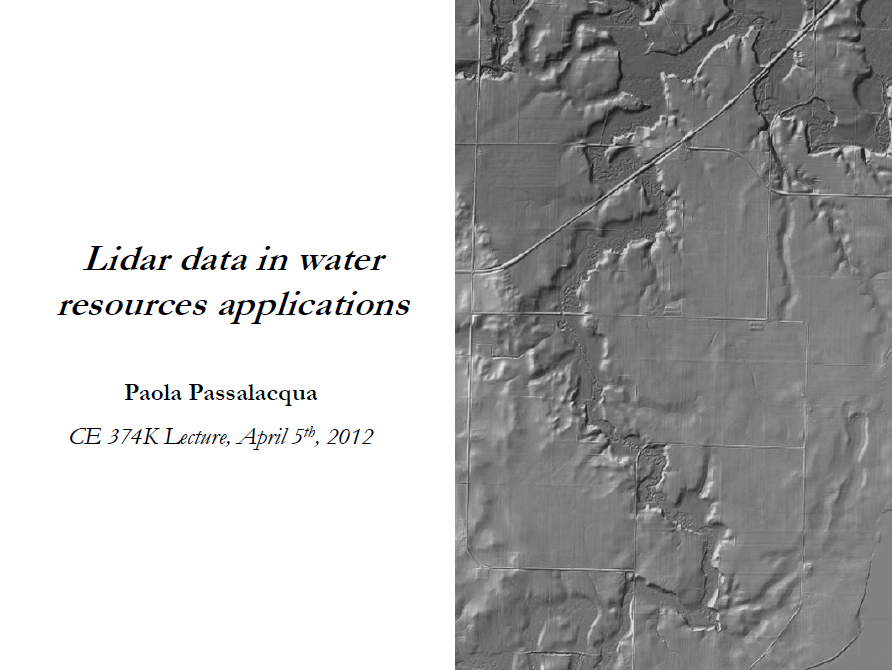 Lidar data in water
resources applications
Paola Passalacqua
CE 374K Lecture, April 5th, 2012